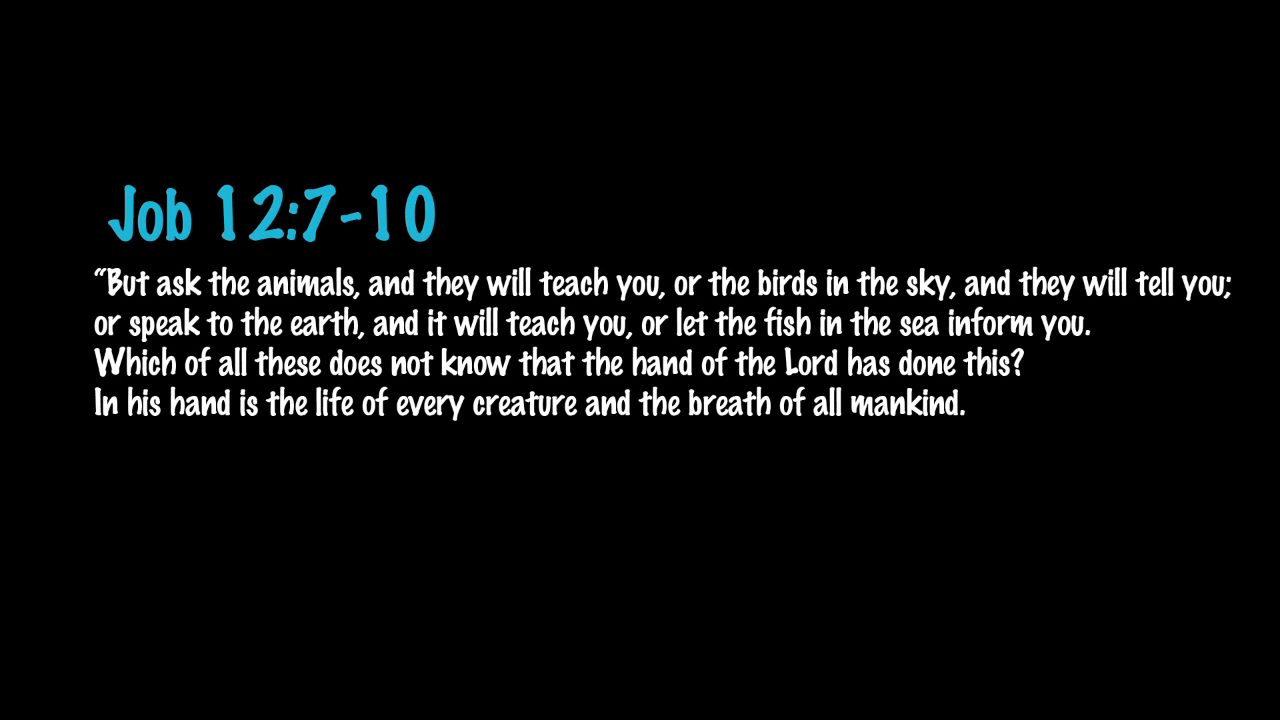 Job 12:7-10
“But ask the animals, and they will teach you, or the birds in the sky, and they will tell you;
or speak to the earth, and it will teach you, or let the fish in the sea inform you.
Which of all these does not know that the hand of the Lord has done this?
In his hand is the life of every creature and the breath of all mankind.